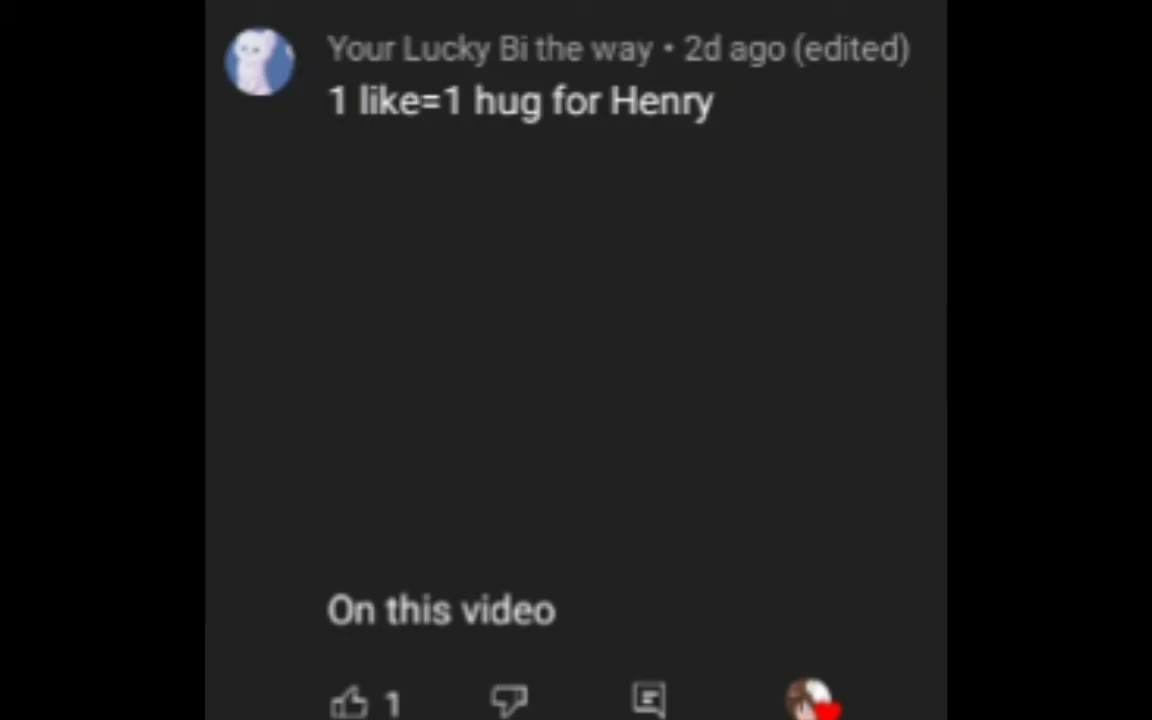 Your Lucky Bi the way • 2d ago (edited)
1 like=1 hug for Henry
On this video
1